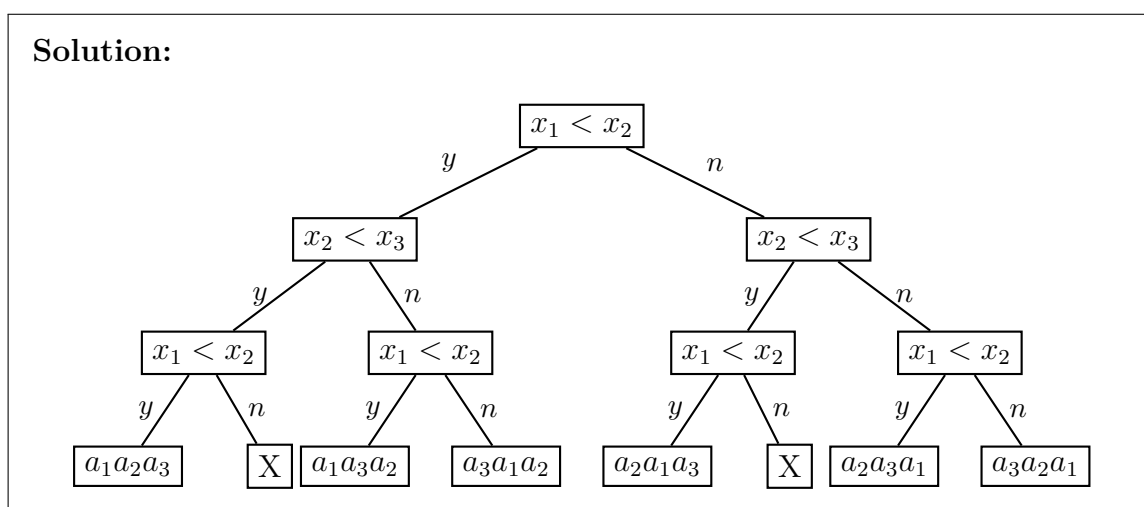 Solution:
x₁ < x₂
y n
x₂ < x₃ x₂ < x₃
y n y n
x₁ < x₂ x₁ < x₂ x₁ < x₂ x₁ < x₂
y n y n y n y n
a₁a₂a₃ X a₁a₃a₂ a₃a₁a₂ a₂a₁a₃ X a₂a₃a₁ a₃a₂a₁